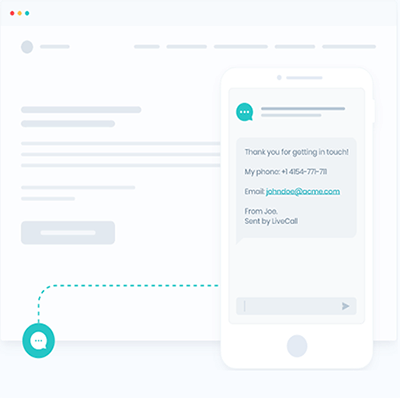 Thank you for getting in touch!
My phone: +1 4154-771-711
Email: johndoe@acme.com
From Joe.
Sent by LiveCall